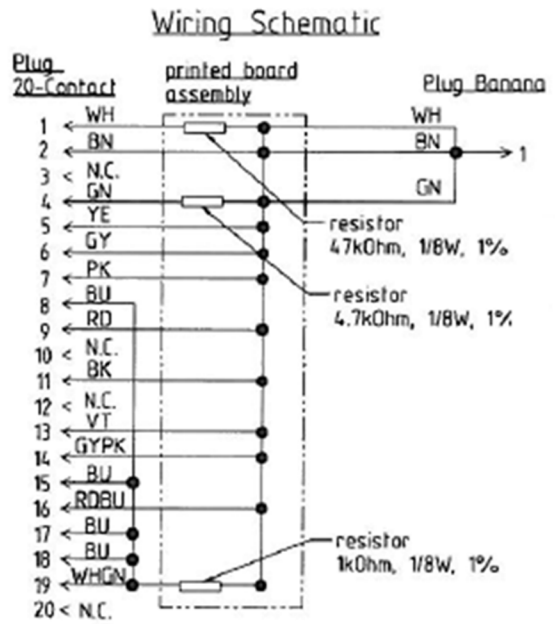 Wiring Schematic
Plug
20-Contact
printed board
assembly
Plug Banana
1 WH WH
2 BN BN 1
3 N.C.
4 GN GN
5 YE
6 GY
7 PK
8 BU
9 RD
10 N.C.
11 BK
12 N.C.
13 VT
14 GYPK
15 BU
16 RDBU
17 BU
18 BU
19 WHGN
20 N.C.
resistor
47kOhm, 1/8W, 1%
resistor
4.7kOhm, 1/8W, 1%
resistor
1kOhm, 1/8W, 1%